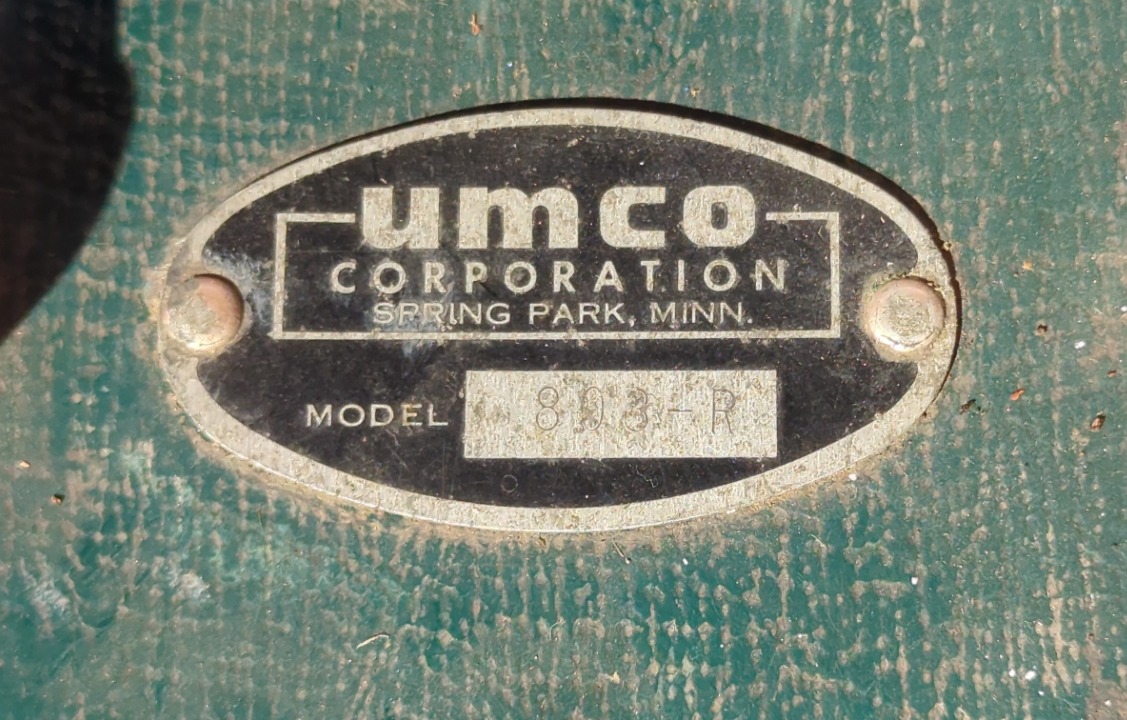 umco
CORPORATION
SPRING PARK, MINN.
MODEL 803-R